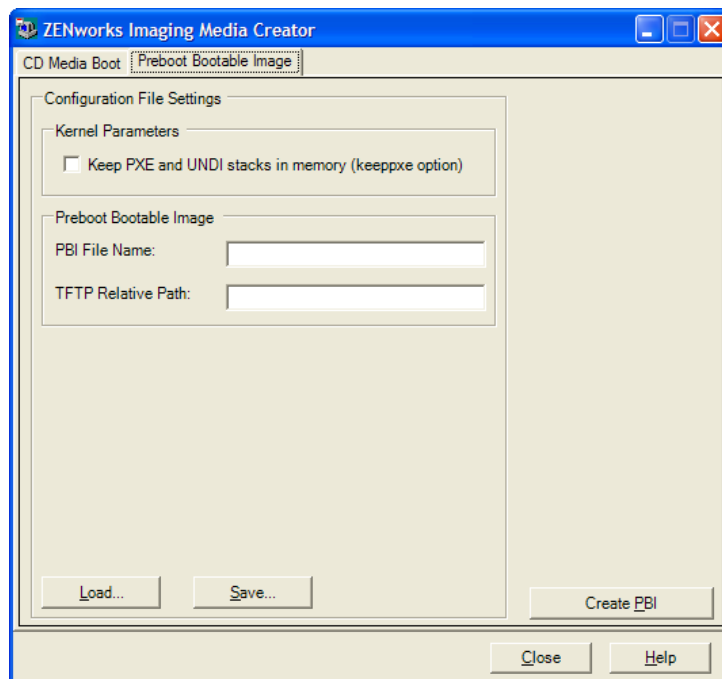 ZENworks Imaging Media Creator
CD Media Boot
Preboot Bootable Image
Configuration File Settings
Kernel Parameters
Keep PXE and UNDI stacks in memory (keeppxe option)
Preboot Bootable Image
PBI File Name:
TFTP Relative Path:
Load...
Save...
Create PBI
Close
Help